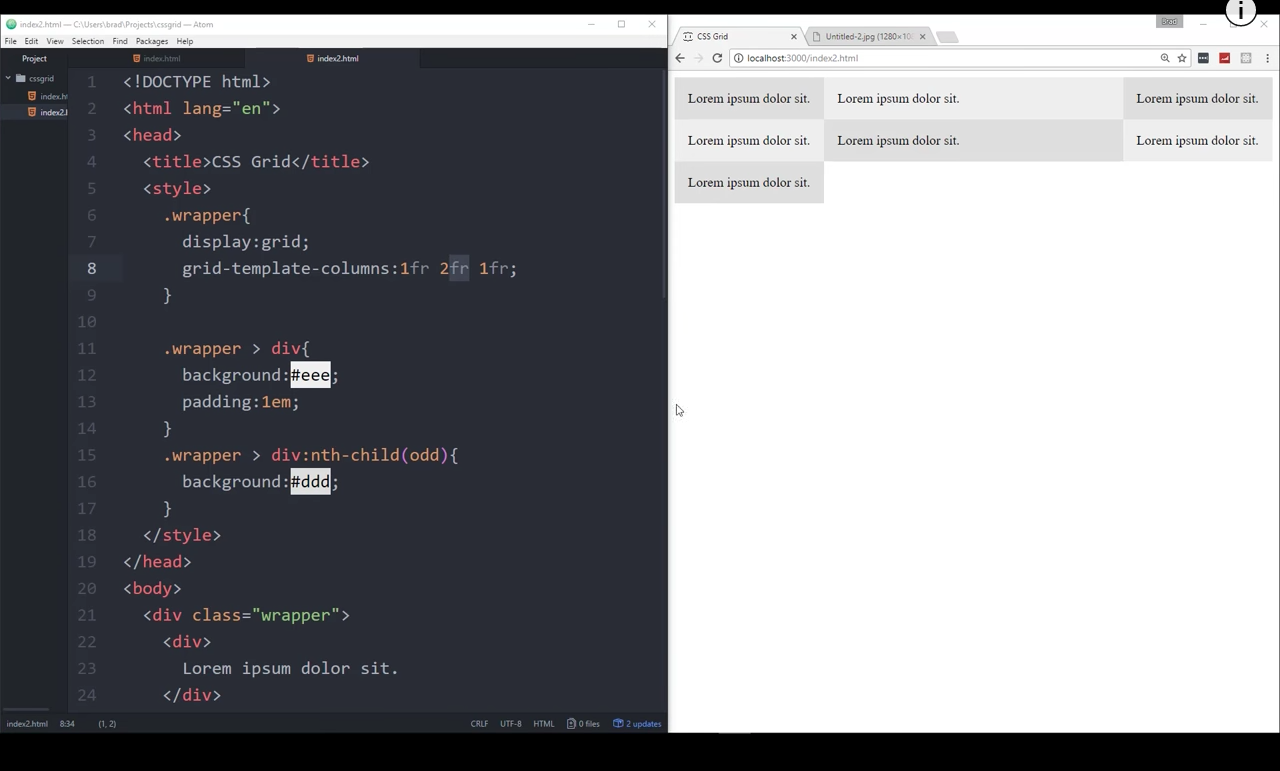 index2.html — C:\Users\brad\Projects\cssgrid — Atom
File Edit View Selection Find Packages Help
Project
index.html
index2.html
cssgrid
index.h
index2.
1 <!DOCTYPE html>
2 <html lang="en">
3 <head>
4 <title>CSS Grid</title>
5 <style>
6 .wrapper{
7 display:grid;
8 grid-template-columns:1fr 2fr 1fr;
9 }
10
11 .wrapper > div{
12 background:#eee;
13 padding:1em;
14 }
15 .wrapper > div:nth-child(odd){
16 background:#ddd;
17 }
18 </style>
19 </head>
20 <body>
21 <div class="wrapper">
22 <div>
23 Lorem ipsum dolor sit.
24 </div>
index2.html 8:34 (1, 2) CRLF UTF-8 HTML 0 files 2 updates
i
Brad
CSS Grid
Untitled-2.jpg (1280×10
localhost:3000/index2.html
Lorem ipsum dolor sit. Lorem ipsum dolor sit. Lorem ipsum dolor sit.
Lorem ipsum dolor sit. Lorem ipsum dolor sit. Lorem ipsum dolor sit.
Lorem ipsum dolor sit.